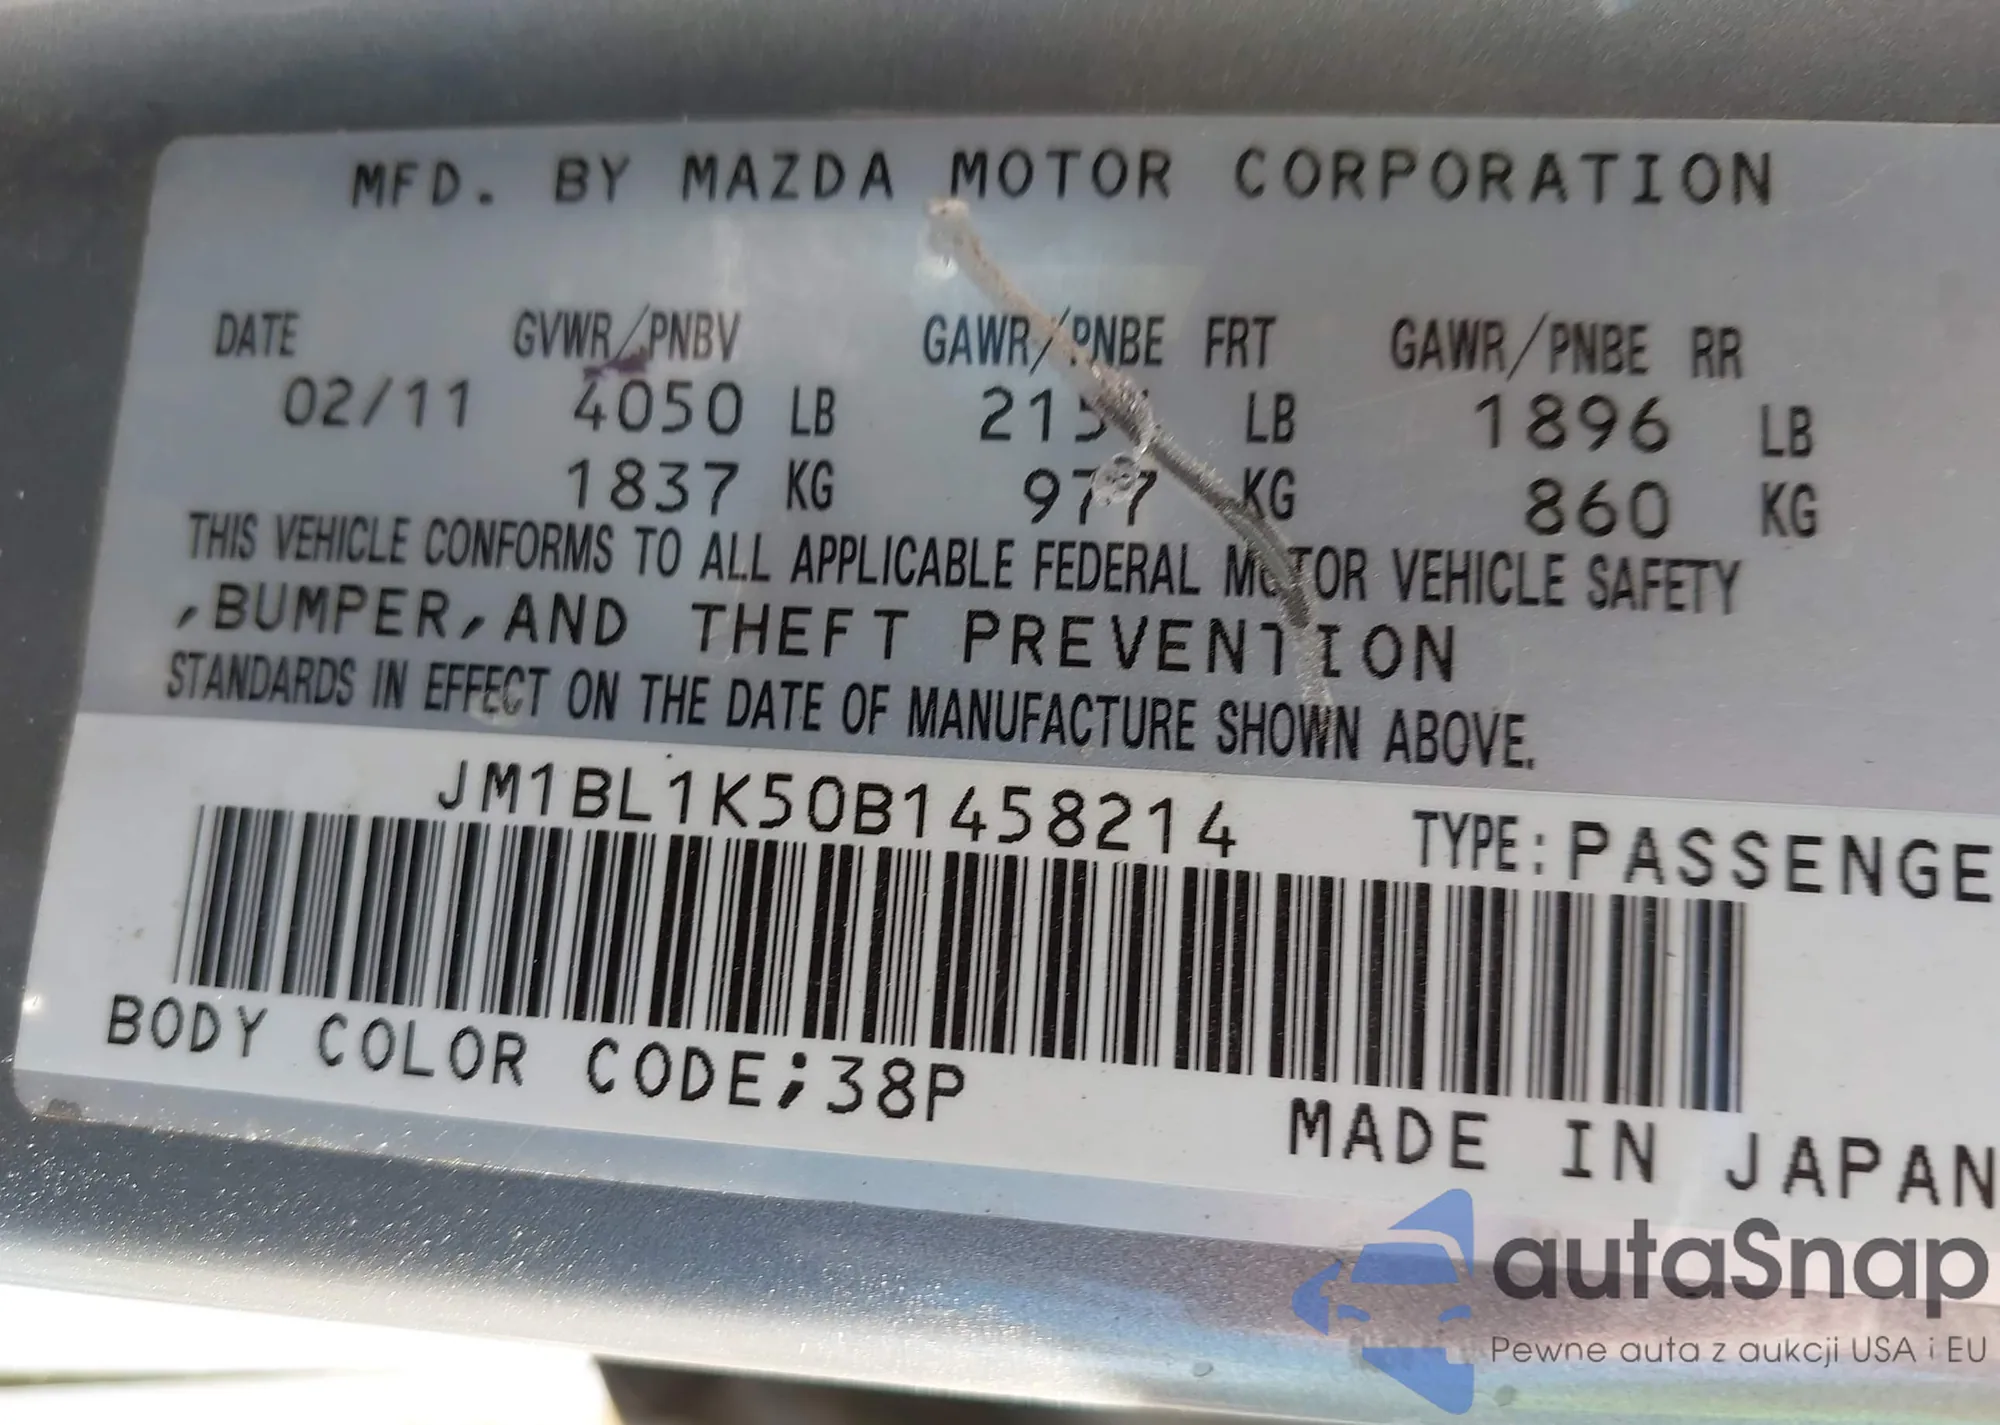 MFD. BY MAZDA MOTOR CORPORATION
DATE GVWR/PNBV GAWR/PNBE FRT GAWR/PNBE RR
02/11 4050 LB LB 1896 LB
1837 KG 977 KG 860 KG
THIS VEHICLE CONFORMS TO ALL APPLICABLE FEDERAL MOTOR VEHICLE SAFETY
,BUMPER,AND THEFT PREVENTION
STANDARDS IN EFFECT ON THE DATE OF MANUFACTURE SHOWN ABOVE.
JM1BL1K50B1458214 TYPE:PASSENGE
BODY COLOR CODE;38P
MADE IN JAPAN
autaSnap
Pewne auta z aukcji USA i EU